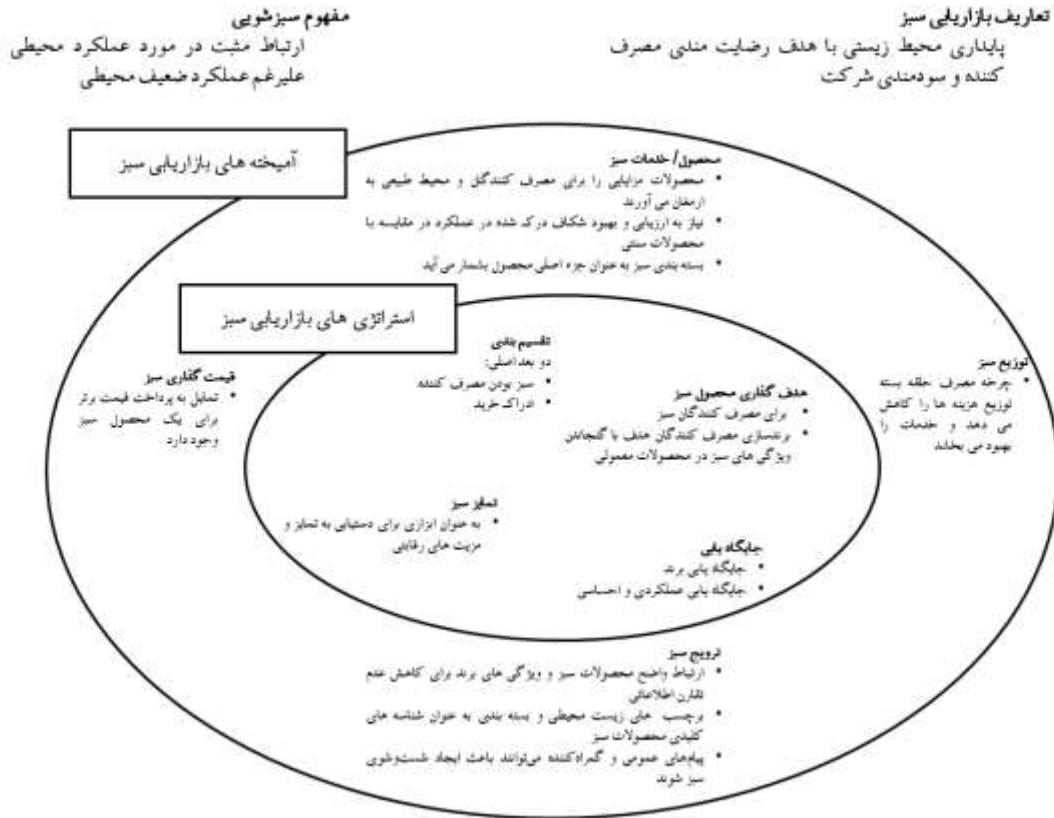 تعاریف بازاریابی سبز
پایداری محیط زیستی با هدف رضایت مندی مصرف
کننده و سودمندی شرکت
مفهوم سبزشویی
ارتباط مثبت در مورد عملکرد محیطی
علیرغم عملکرد ضعیف محیطی
آمیخته های بازاریابی سبز
محصول/ خدمات سبز
• محصولات مزایایی را برای مصرف کنندگان و محیط طبیعی به
ارمغان می آورند
• نیاز به ارزیابی و بهبود شکاف درک شده در عملکرد در مقایسه با
محصولات سنتی
• بسته بندی سبز به عنوان جزء اصلی محصول بشمار می آید
استراتژی های بازاریابی سبز
توزیع سبز
• چرخه مصرف حلقه بسته
توزیع هزینه ها را کاهش
می دهد و خدمات را
بهبود می بخشد
تقسیم بندی
دو بعد اصلی:
• سبز بودن مصرف کننده
• ادراک خرید
هدف گذاری محصول سبز
• برای مصرف کنندگان سبز
• برندسازی مصرف کنندگان هدف با گنجاندن
ویژگی های سبز در محصولات معمولی
قیمت گذاری سبز
• تمایل به پرداخت قیمت برتر
برای یک محصول سبز
وجود دارد
تمایز سبز
• به عنوان ابزاری برای دستیابی به تمایز و
مزیت های رقابتی
جایگاه یابی
• جایگاه یابی برند
• جایگاه یابی عملکردی و احساسی
ترویج سبز
• ارتباط واضح محصولات سبز و ویژگی های برند برای کاهش عدم
تقارن اطلاعاتی
• برچسب های زیست محیطی و بسته بندی به عنوان شناسه های
کلیدی محصولات سبز
• پیام‌های عمومی و گمراه‌کننده می‌توانند باعث ایجاد شست‌وشوی
سبز شوند